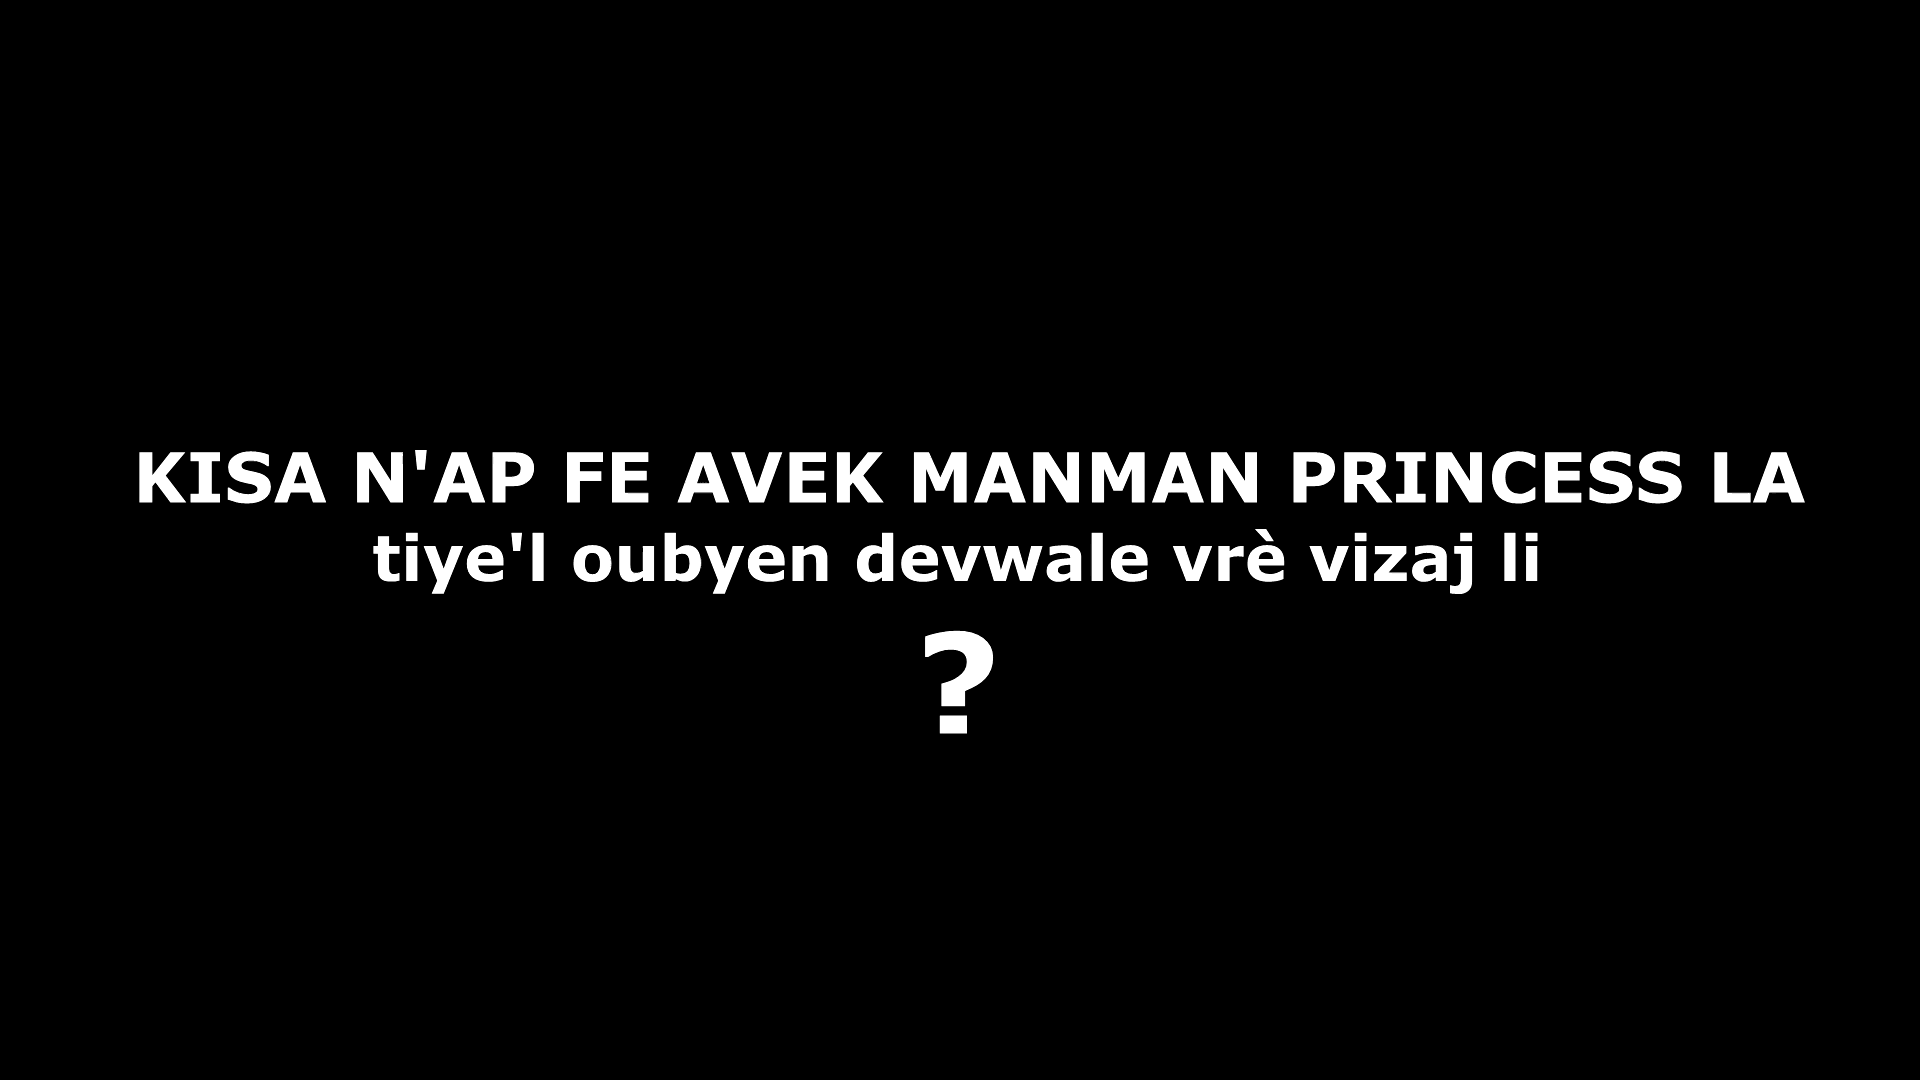 KISA N'AP FE AVEK MANMAN PRINCESS LA
tiye'l oubyen devwale vrè vizaj li
?